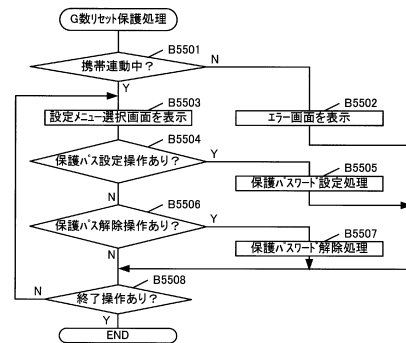 G数リセット保護処理
B5501
携帯連動中？
N
Y
B5503
設定メニュー選択画面を表示
B5502
エラー画面を表示
B5504
保護パス設定操作あり？
Y
B5505
保護パスワード設定処理
N
B5506
保護パス解除操作あり？
Y
B5507
保護パスワード解除処理
N
B5508
N
終了操作あり？
Y
END